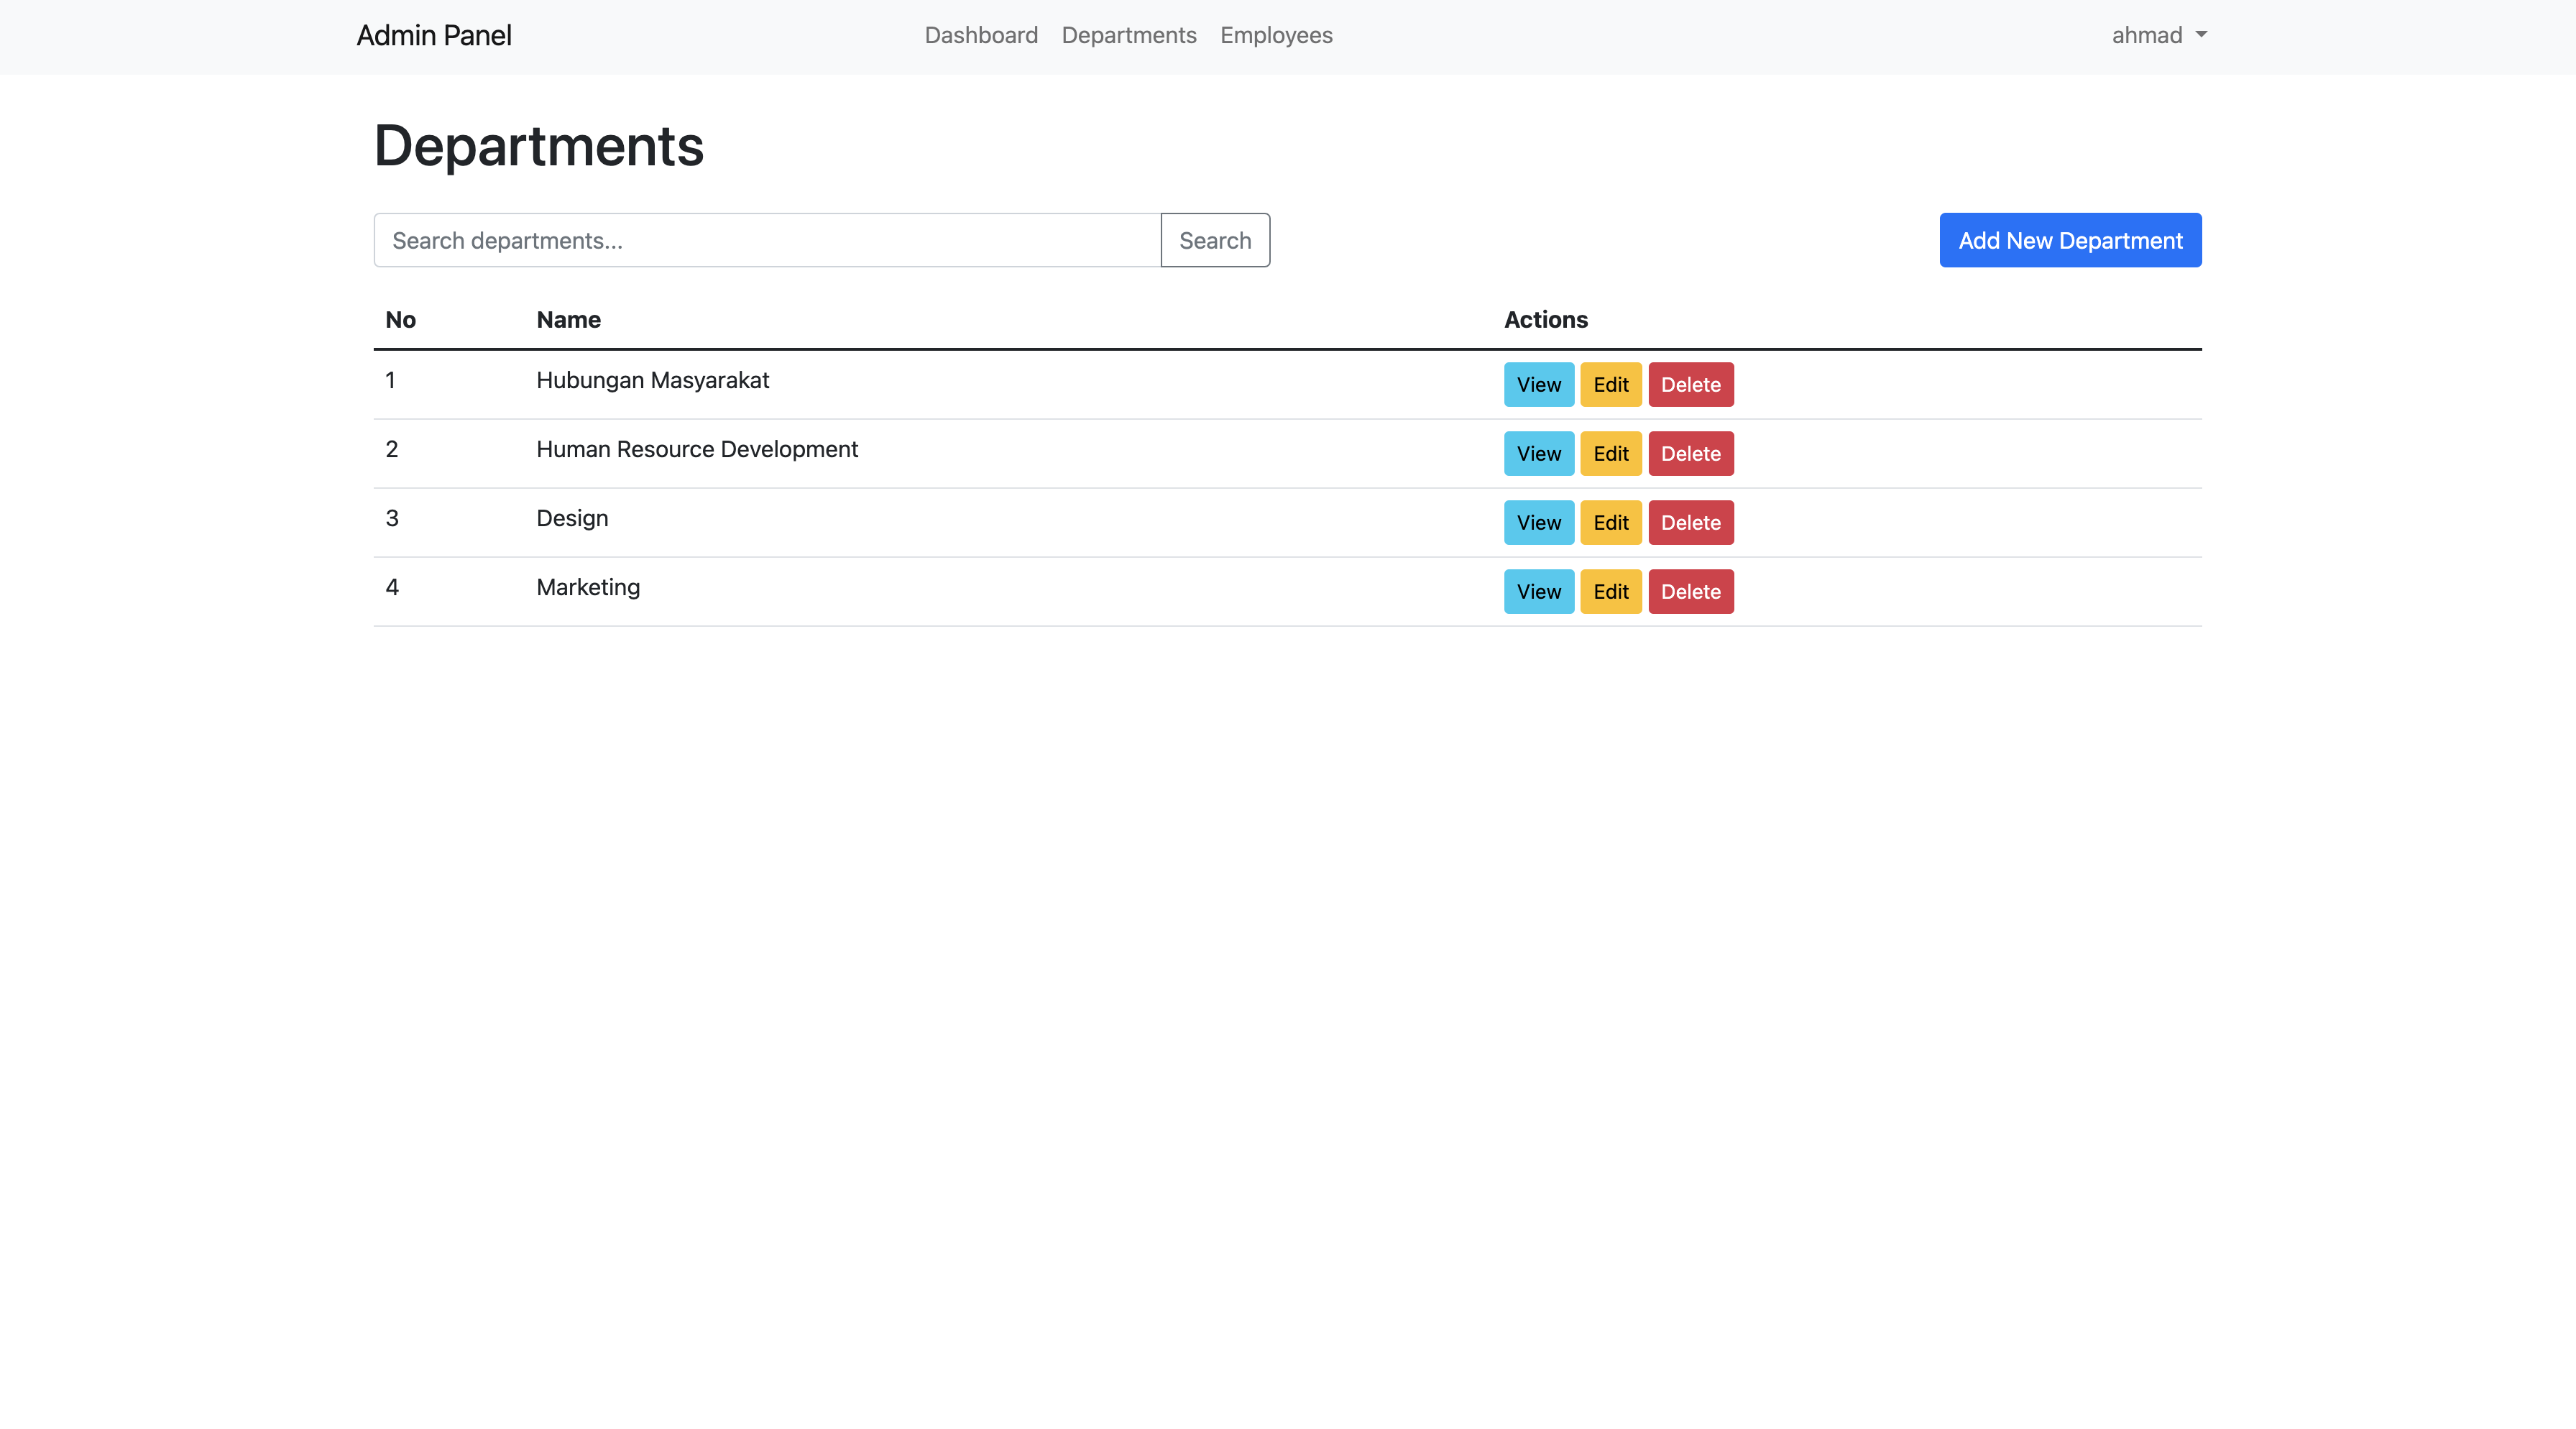 Admin Panel Dashboard Departments Employees ahmad
Departments
Search departments... Search Add New Department
No Name Actions
1 Hubungan Masyarakat View Edit Delete
2 Human Resource Development View Edit Delete
3 Design View Edit Delete
4 Marketing View Edit Delete